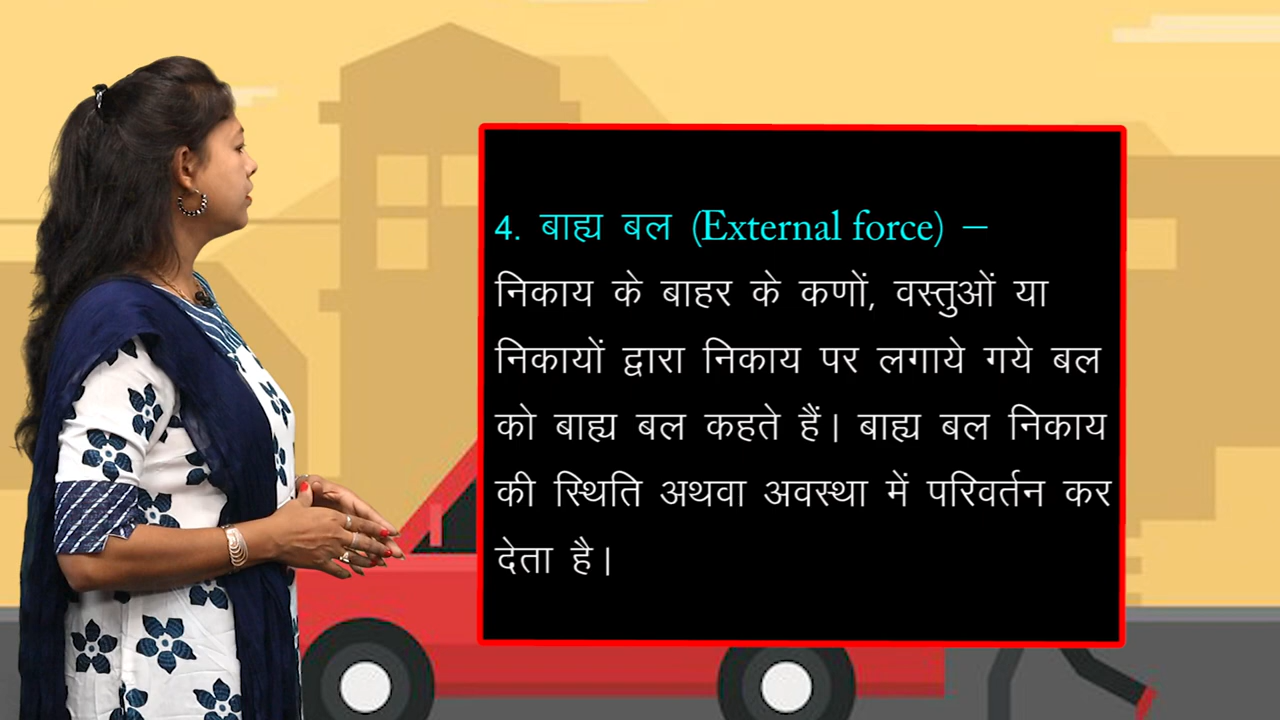 4. बाह्य बल (External force) –
निकाय के बाहर के कणों, वस्तुओं या
निकायों द्वारा निकाय पर लगाये गये बल
को बाह्य बल कहते हैं। बाह्य बल निकाय
की स्थिति अथवा अवस्था में परिवर्तन कर
देता है।